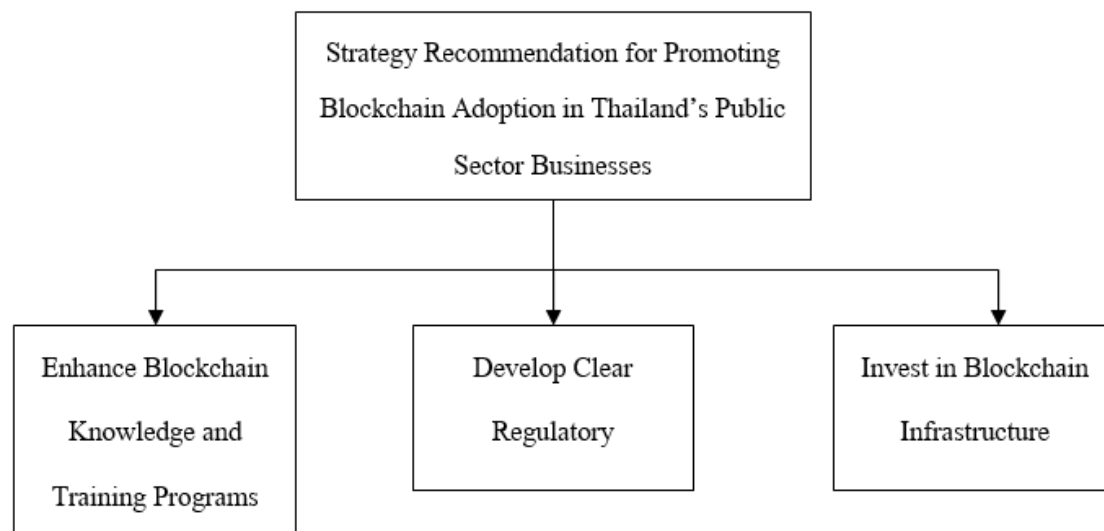 Strategy Recommendation for Promoting
Blockchain Adoption in Thailand’s Public
Sector Businesses
Enhance Blockchain
Knowledge and
Training Programs
Develop Clear
Regulatory
Invest in Blockchain
Infrastructure